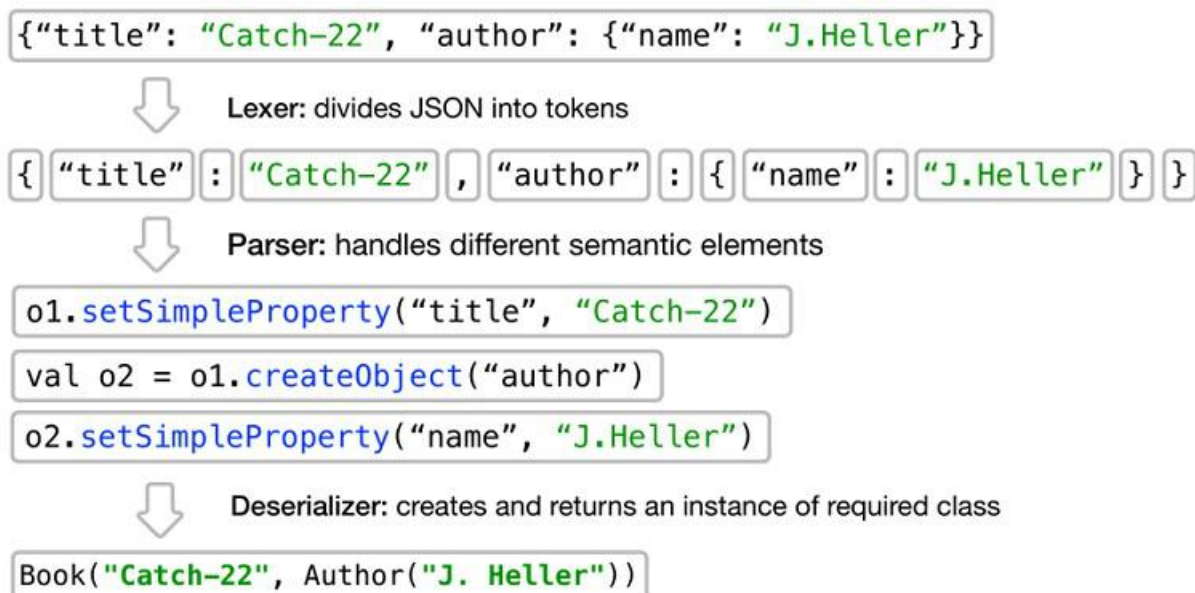 {“title”: “Catch-22”, “author”: {“name”: “J.Heller”}}
Lexer: divides JSON into tokens
{ “title” : “Catch-22” , “author” : { “name” : “J.Heller” } }
Parser: handles different semantic elements
o1.setSimpleProperty(“title”, “Catch-22”)
val o2 = o1.createObject(“author”)
o2.setSimpleProperty(“name”, “J.Heller”)
Deserializer: creates and returns an instance of required class
Book("Catch-22", Author("J. Heller"))